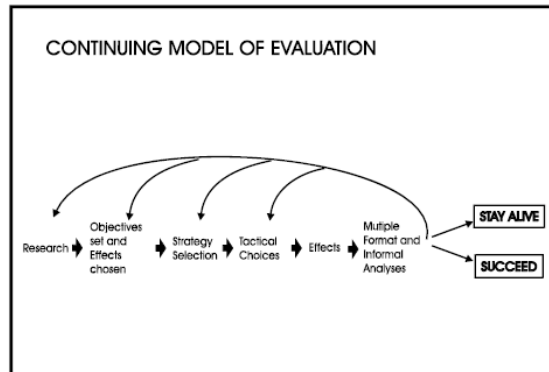 CONTINUING MODEL OF EVALUATION
Research
Objectives
set and
Effects
chosen
Strategy
Selection
Tactical
Choices
Effects
Mutiple
Format and
Informal
Analyses
STAY ALIVE
SUCCEED